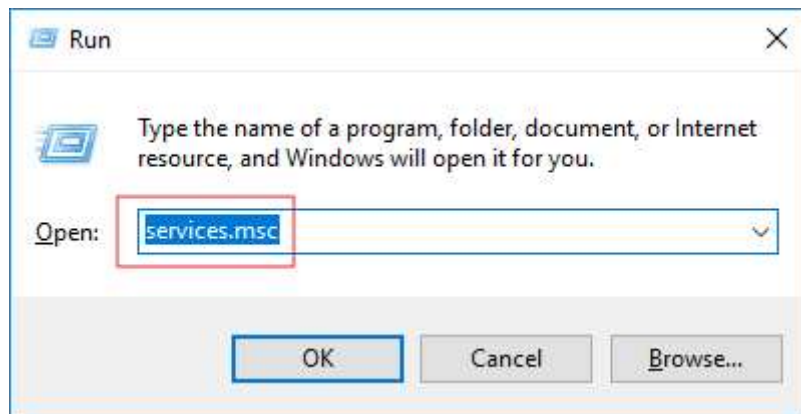 Run
Type the name of a program, folder, document, or Internet
resource, and Windows will open it for you.
Open: services.msc
OK Cancel Browse...